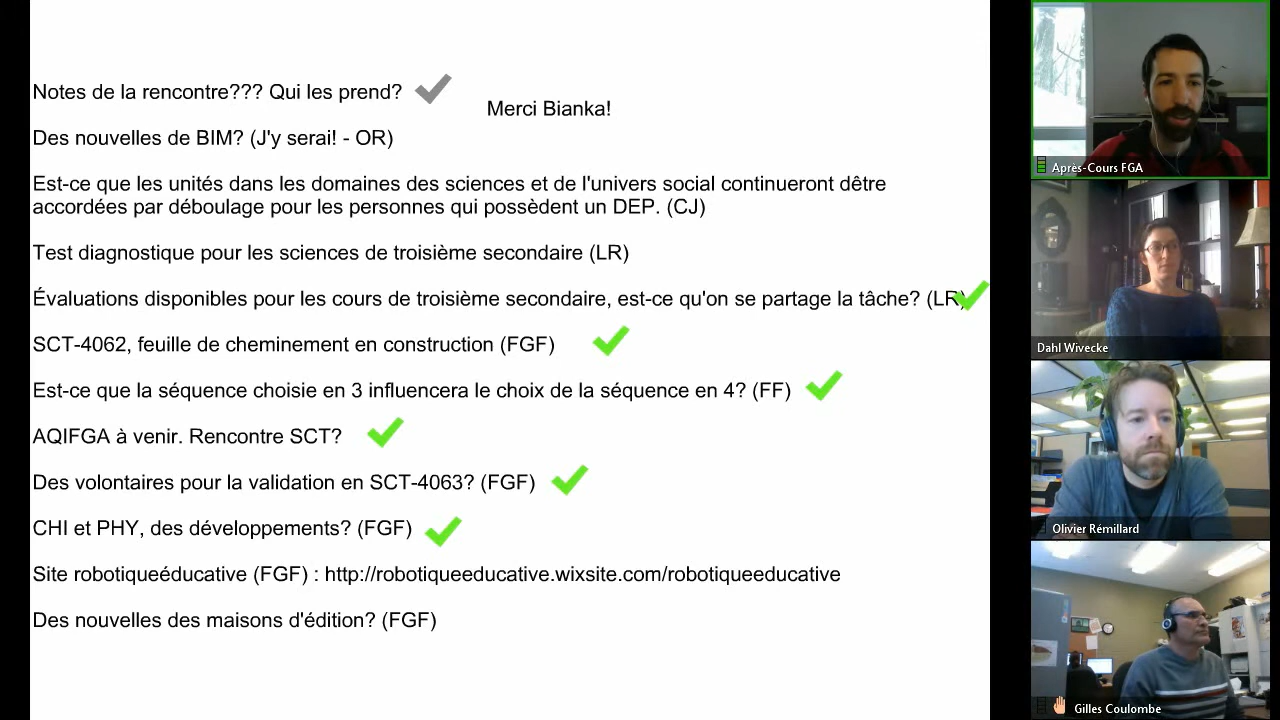 Notes de la rencontre??? Qui les prend?
Merci Bianka!
Des nouvelles de BIM? (J'y serai! - OR)
Est-ce que les unités dans les domaines des sciences et de l'univers social continueront dêtre
accordées par déboulage pour les personnes qui possèdent un DEP. (CJ)
Test diagnostique pour les sciences de troisième secondaire (LR)
Évaluations disponibles pour les cours de troisième secondaire, est-ce qu'on se partage la tâche? (LR)
SCT-4062, feuille de cheminement en construction (FGF)
Est-ce que la séquence choisie en 3 influencera le choix de la séquence en 4? (FF)
AQIFGA à venir. Rencontre SCT?
Des volontaires pour la validation en SCT-4063? (FGF)
CHI et PHY, des développements? (FGF)
Site robotiqueéducative (FGF) : http://robotiqueeducative.wixsite.com/robotiqueeducative
Des nouvelles des maisons d'édition? (FGF)
Après-Cours FGA
Dahl Wivecke
Olivier Rémillard
Gilles Coulombe